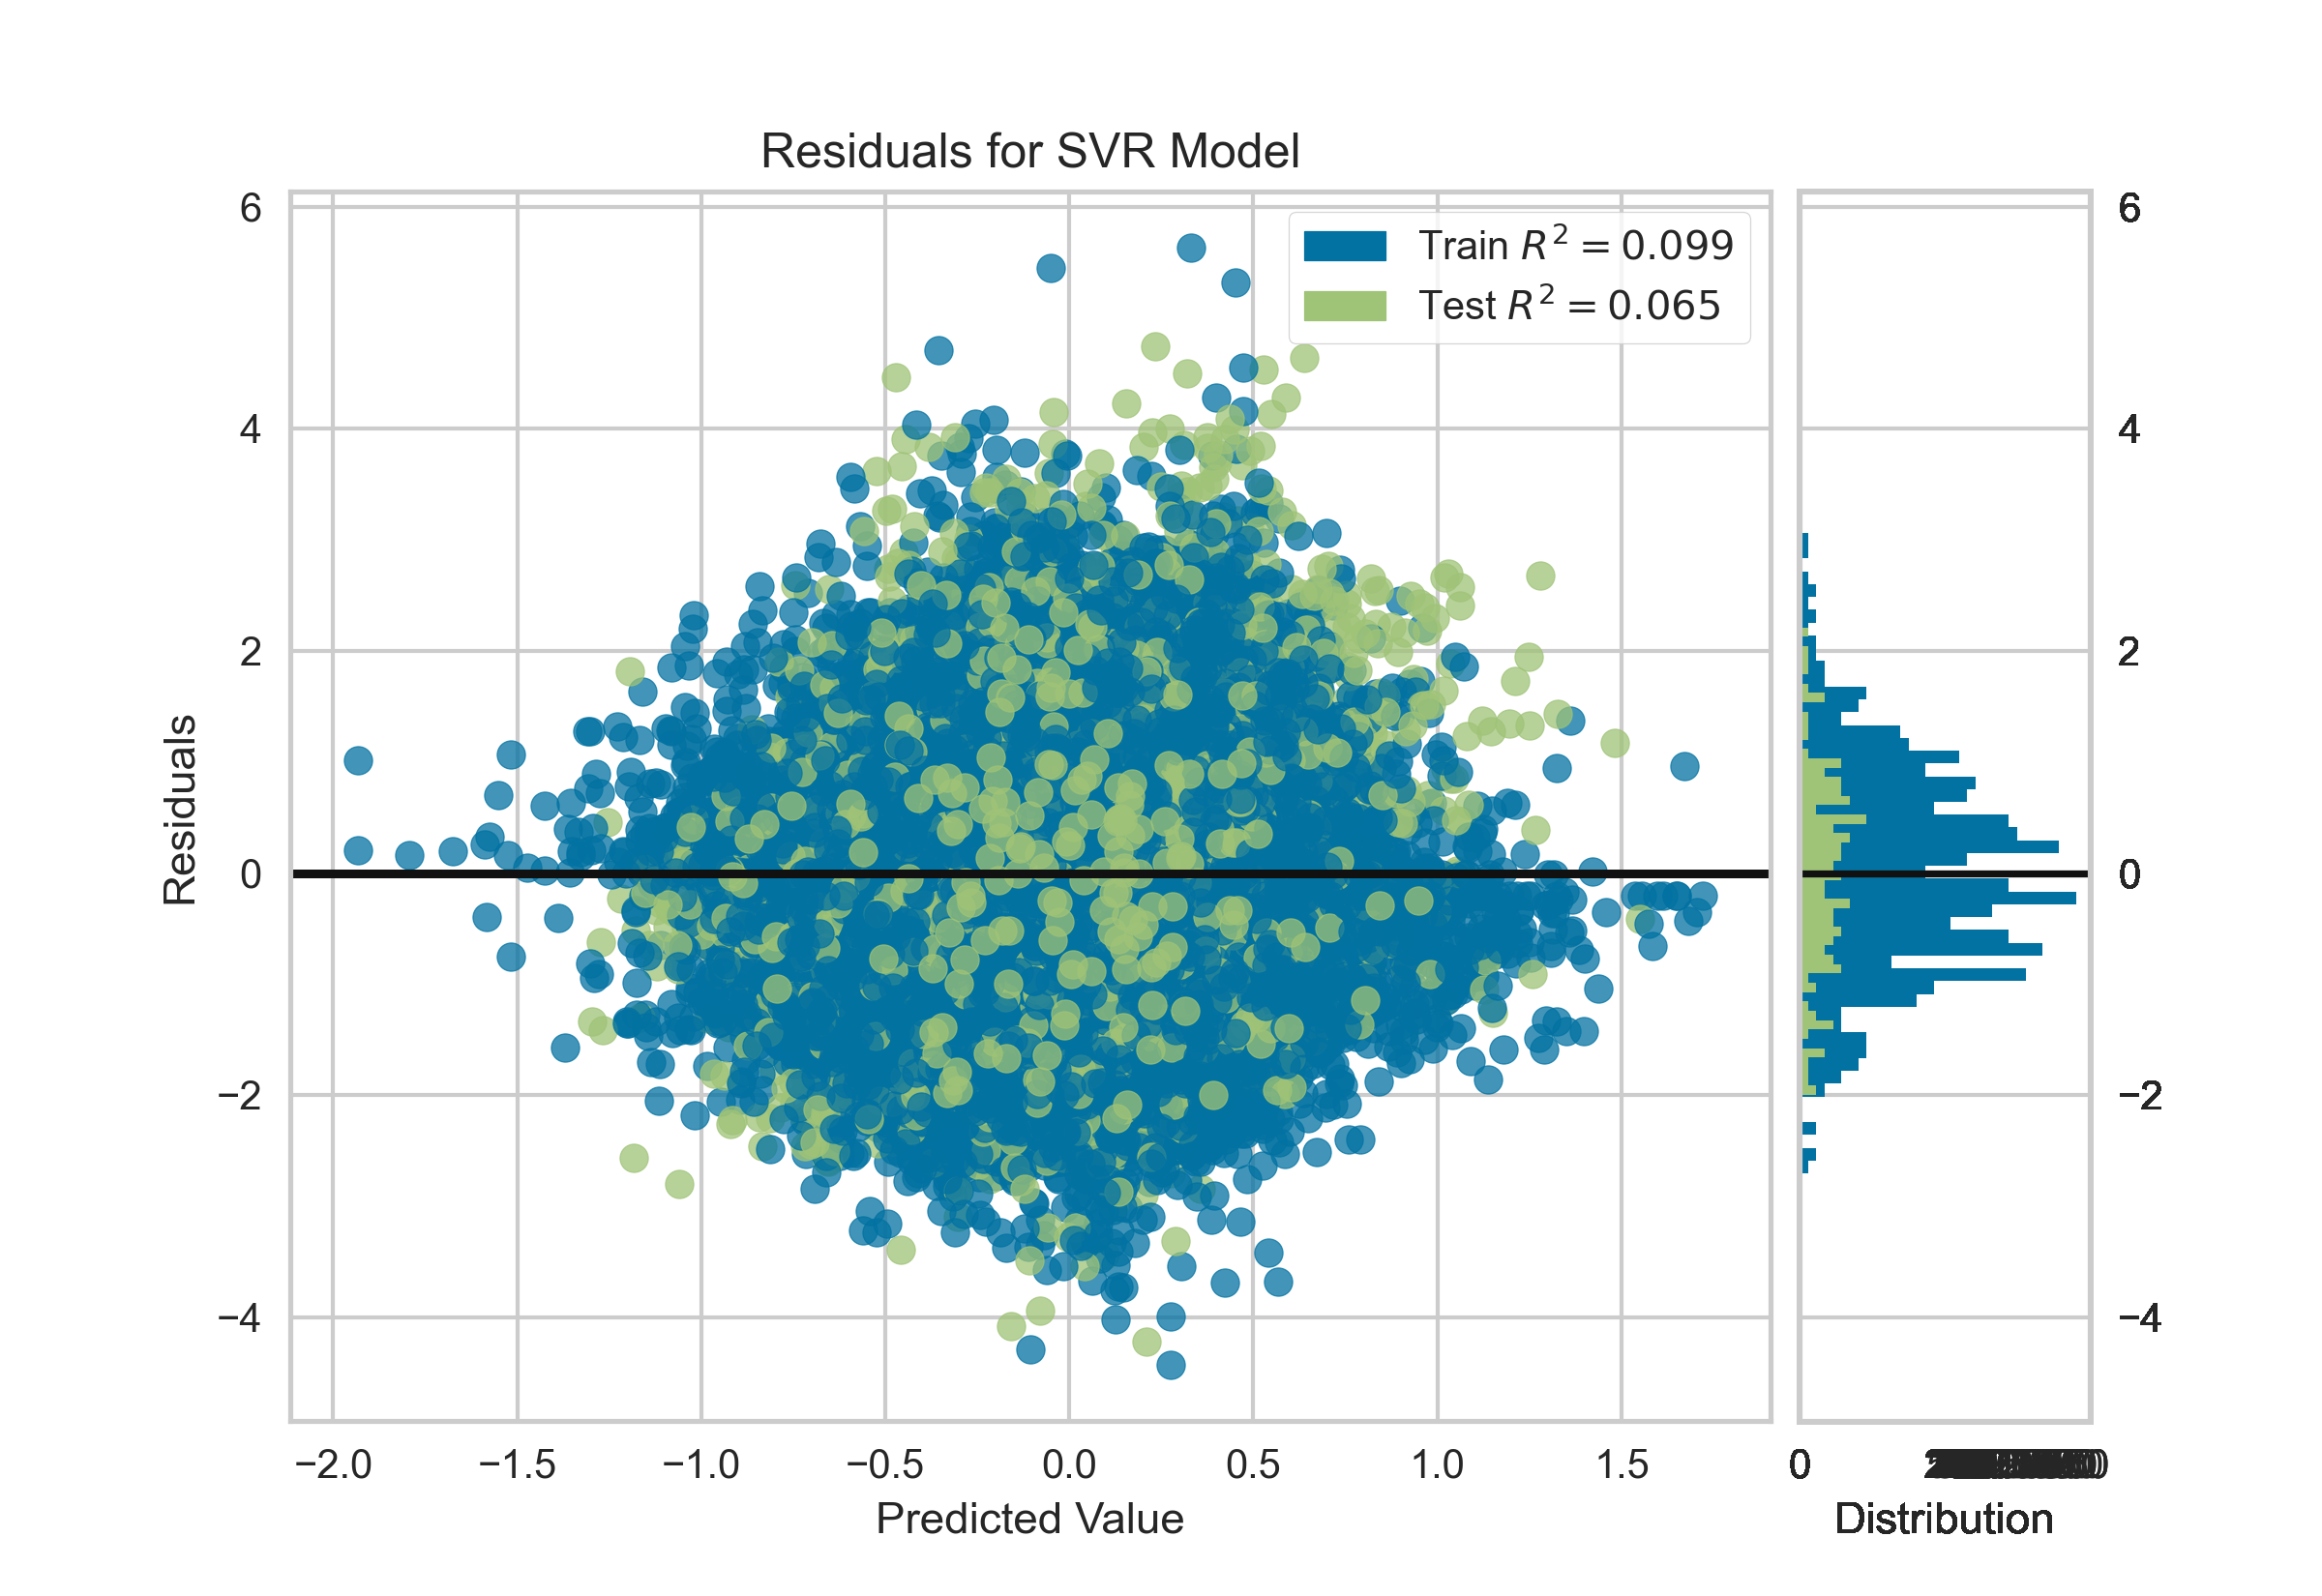 Residuals for SVR Model
Train R² = 0.099
Test R² = 0.065
Residuals
6
4
2
0
−2
−4
6
4
2
0
−2
−4
−2.0 −1.5 −1.0 −0.5 0.0 0.5 1.0 1.5
0
Predicted Value
Distribution